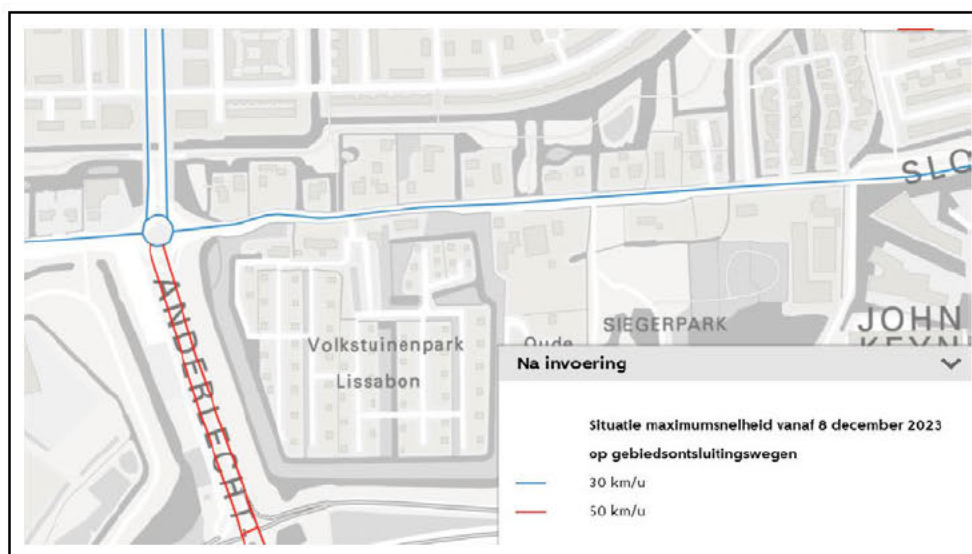 SLO
ANDERLECHT
Volkstuinenpark
Lissabon
Oude
SIEGERPARK
JOHN
KEYN
Na invoering
Situatie maximumsnelheid vanaf 8 december 2023
op gebiedsontsluitingswegen
30 km/u
50 km/u